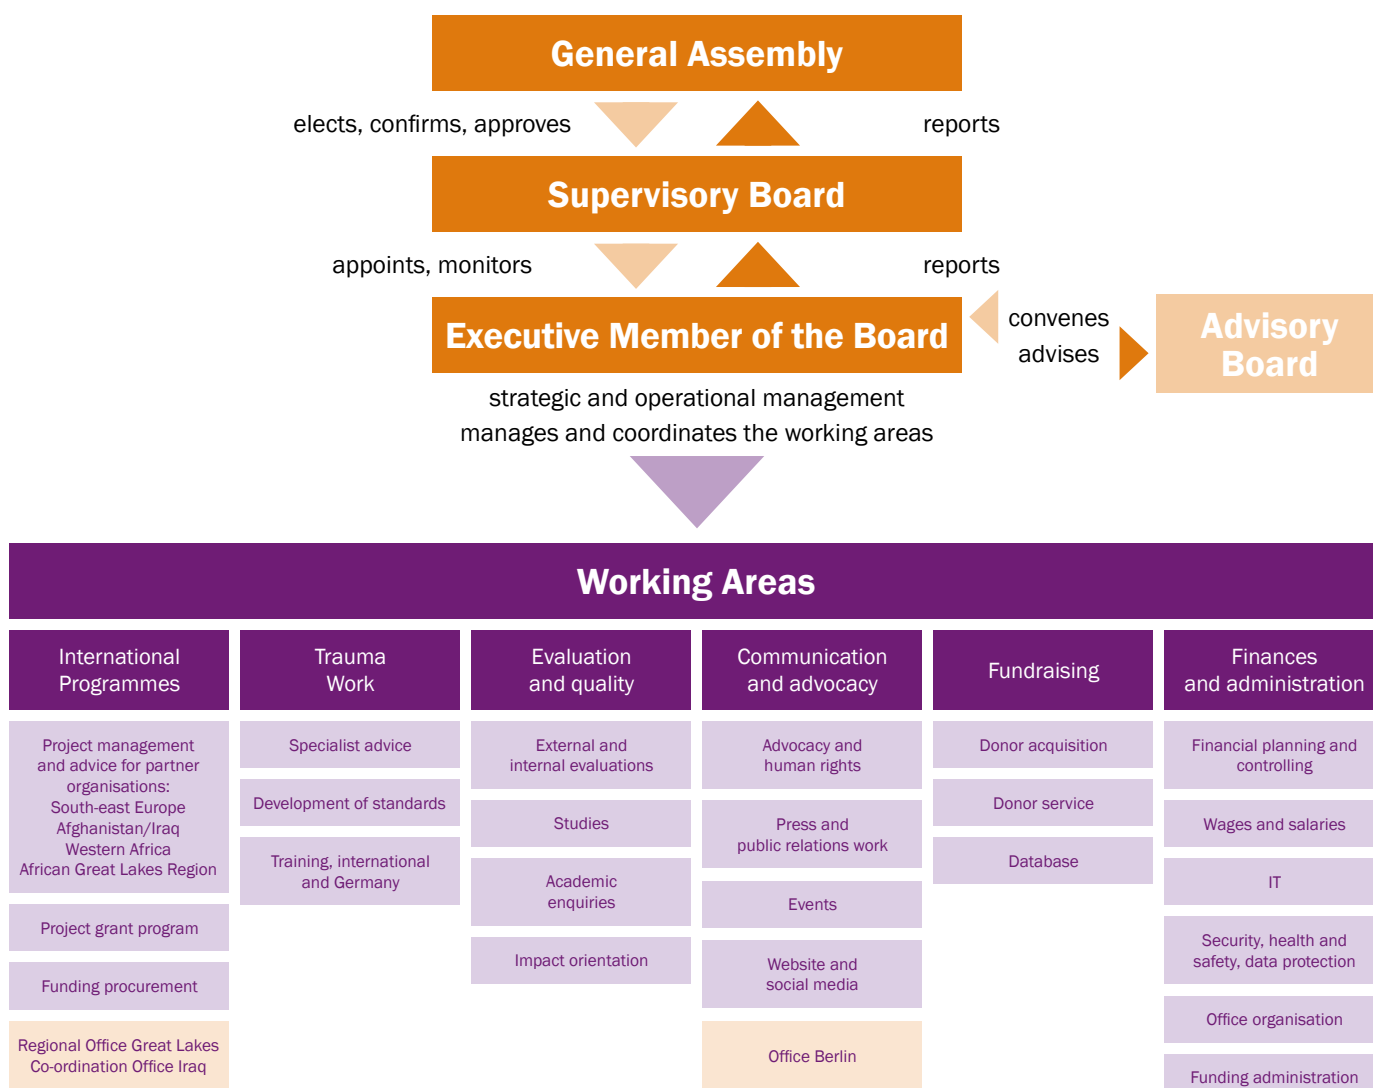 General Assembly
elects, confirms, approves
reports
Supervisory Board
appoints, monitors
reports
Executive Member of the Board
convenes
advises
Advisory
Board
strategic and operational management
manages and coordinates the working areas
Working Areas
International
Programmes
Project management
and advice for partner
organisations:
South-east Europe
Afghanistan/Iraq
Western Africa
African Great Lakes Region
Project grant program
Funding procurement
Regional Office Great Lakes
Co-ordination Office Iraq
Trauma
Work
Specialist advice
Development of standards
Training, international
and Germany
Evaluation
and quality
External and
internal evaluations
Studies
Academic
enquiries
Impact orientation
Communication
and advocacy
Advocacy and
human rights
Press and
public relations work
Events
Website and
social media
Office Berlin
Fundraising
Donor acquisition
Donor service
Database
Finances
and administration
Financial planning and
controlling
Wages and salaries
IT
Security, health and
safety, data protection
Office organisation
Funding administration